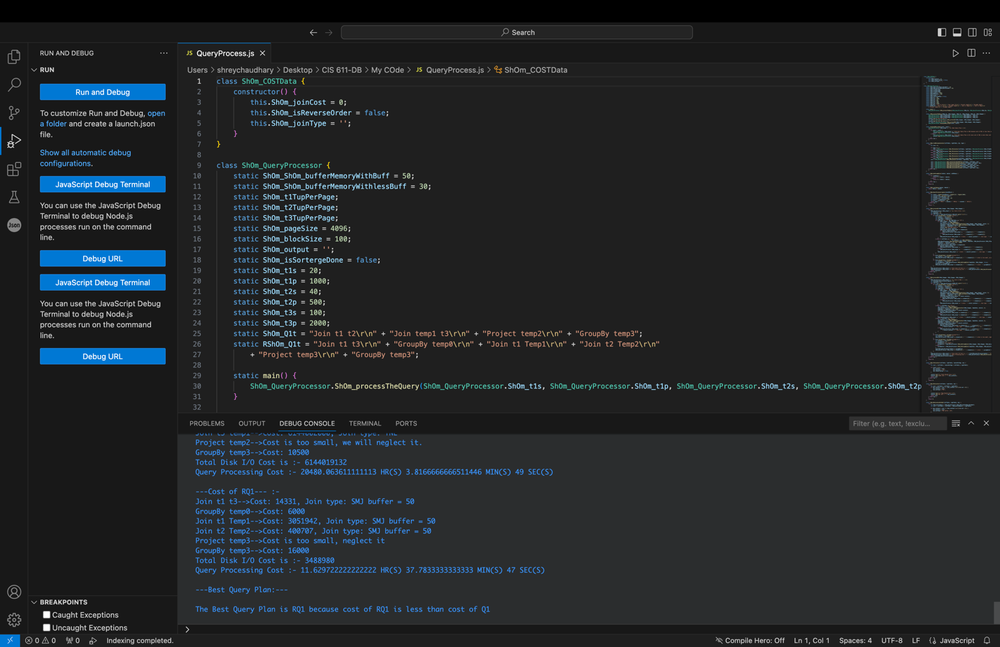 Search
RUN AND DEBUG
RUN
Run and Debug
To customize Run and Debug, open
a folder and create a launch.json
file.
Show all automatic debug
configurations.
JavaScript Debug Terminal
You can use the JavaScript Debug
Terminal to debug Node.js
processes run on the command
line.
Debug URL
JavaScript Debug Terminal
You can use the JavaScript Debug
Terminal to debug Node.js
processes run on the command
line.
Debug URL
Json
BREAKPOINTS
Caught Exceptions
Uncaught Exceptions
JS QueryProcess.js
Users > shreychaudhary > Desktop > CIS 611-DB > My COde > JS QueryProcess.js > ShOm_COSTData
1 class ShOm_COSTData {
2 constructor() {
3 this.ShOm_joinCost = 0;
4 this.ShOm_isReverseOrder = false;
5 this.ShOm_joinType = '';
6 }
7 }
8
9 class ShOm_QueryProcessor {
10 static ShOm_ShOm_bufferMemoryWithBuff = 50;
11 static ShOm_ShOm_bufferMemoryWithlessBuff = 30;
12 static ShOm_t1TupPerPage;
13 static ShOm_t2TupPerPage;
14 static ShOm_t3TupPerPage;
15 static ShOm_pageSize = 4096;
16 static ShOm_blockSize = 100;
17 static ShOm_output = '';
18 static ShOm_isSortergeDone = false;
19 static ShOm_t1s = 20;
20 static ShOm_t1p = 1000;
21 static ShOm_t2s = 40;
22 static ShOm_t2p = 500;
23 static ShOm_t3s = 100;
24 static ShOm_t3p = 2000;
25 static ShOm_Q1t = "Join t1 t2\r\n" + "Join temp1 t3\r\n" + "Project temp2\r\n" + "GroupBy temp3";
26 static RShOm_Q1t = "Join t1 t3\r\n" + "GroupBy temp0\r\n" + "Join t1 Temp1\r\n" + "Join t2 Temp2\r\n"
27 + "Project temp3\r\n" + "GroupBy temp3";
28
29 static main() {
30 ShOm_QueryProcessor.ShOm_processTheQuery(ShOm_QueryProcessor.ShOm_t1s, ShOm_QueryProcessor.ShOm_t1p, ShOm_QueryProcessor.ShOm_t2s, ShOm_QueryProcessor.ShOm_t2p
31 }
32
PROBLEMS OUTPUT DEBUG CONSOLE TERMINAL PORTS
Filter (e.g. text, !exclu...
Join t3 temp1-->Cost: 6144002000, Join type: TNL
Project temp2-->Cost is too small, we will neglect it.
GroupBy temp3-->Cost: 10500
Total Disk I/O Cost is :- 6144019132
Query Processing Cost :- 20480.063611111113 HR(S) 3.8166666666511446 MIN(S) 49 SEC(S)
---Cost of RQ1--- :-
Join t1 t3-->Cost: 14331, Join type: SMJ buffer = 50
GroupBy temp0-->Cost: 6000
Join t1 Temp1-->Cost: 3051942, Join type: SMJ buffer = 50
Join t2 Temp2-->Cost: 400707, Join type: SMJ buffer = 50
Project temp3-->Cost is too small, neglect it
GroupBy temp3-->Cost: 16000
Total Disk I/O Cost is :- 3488980
Query Processing Cost :- 11.629722222222222 HR(S) 37.7833333333333 MIN(S) 47 SEC(S)
---Best Query Plan:---
The Best Query Plan is RQ1 because cost of RQ1 is less than cost of Q1
>
0 0 0 Indexing completed.
Compile Hero: Off Ln 1, Col 1 Spaces: 4 UTF-8 LF JavaScript